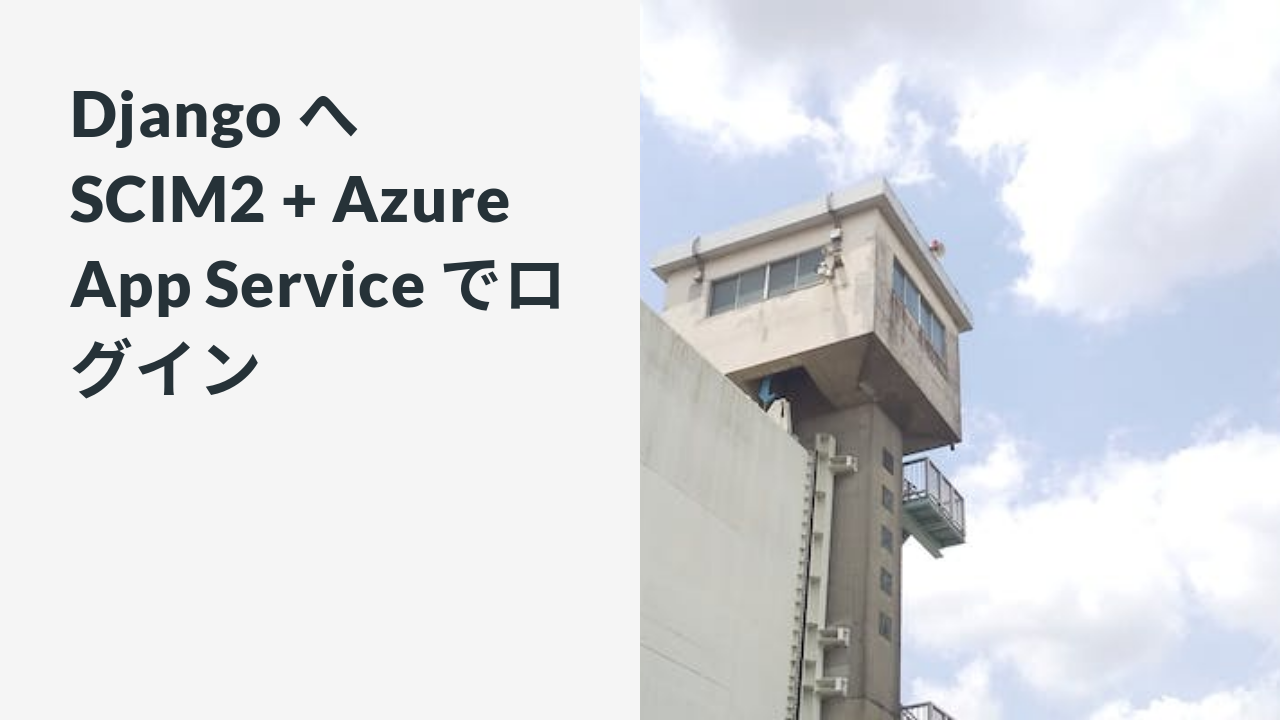 Django へ
SCIM2 + Azure
App Service でロ
グイン